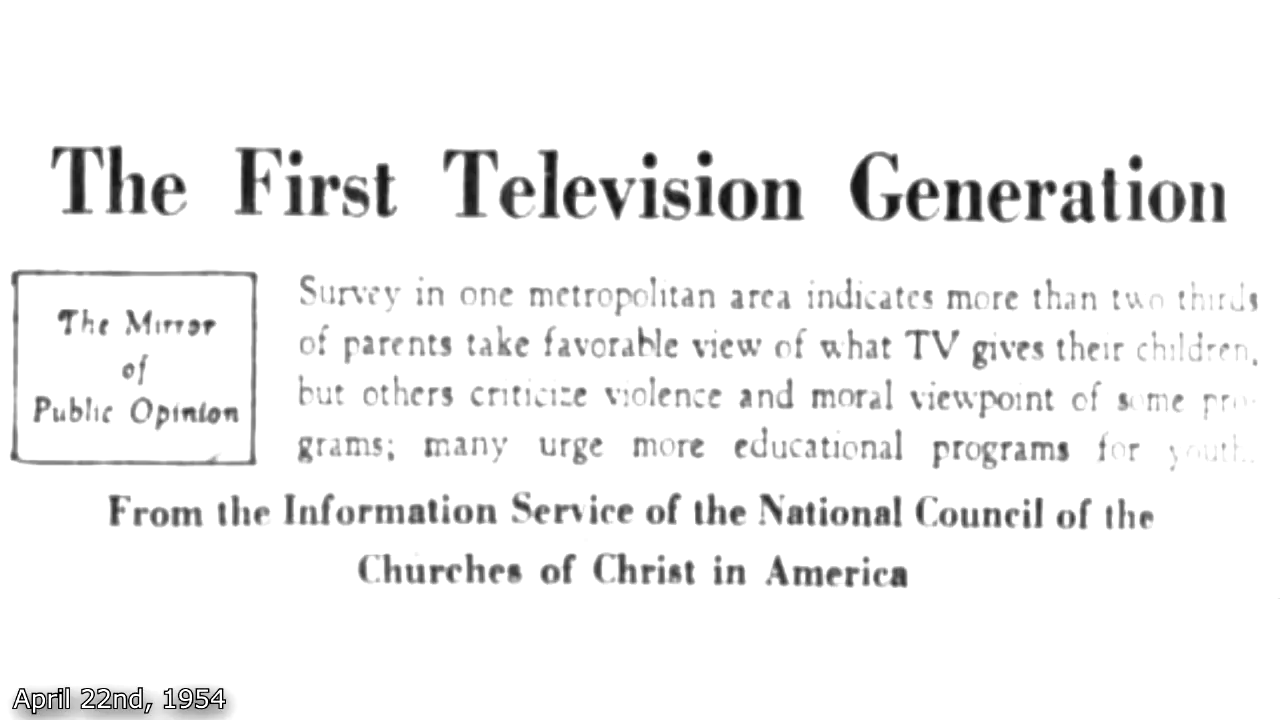 The First Television Generation
The Mirror
of
Public Opinion
Survey in one metropolitan area indicates more than two thirds
of parents take favorable view of what TV gives their children,
but others criticize violence and moral viewpoint of some pro-
grams; many urge more educational programs for youth.
From the Information Service of the National Council of the
Churches of Christ in America
April 22nd, 1954